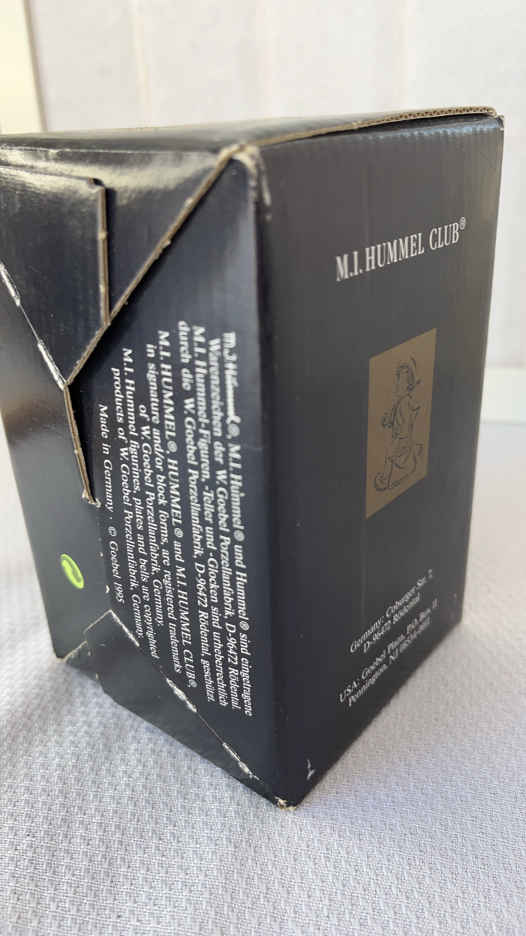 M.I. HUMMEL CLUB®
Germany: Coburger Str. 7,
D-96472 Rödental
USA: Goebel Plaza, P.O. Box 11
Pennington, NJ 08534-0011
M.I. Hummel®, M.I. Hummel® und Hummel® sind eingetragene
Warenzeichen der W. Goebel Porzellanfabrik, D-96472 Rödental.
M.I. Hummel-Figuren, -Teller und -Glocken sind urheberrechtlich
durch die W. Goebel Porzellanfabrik, D-96472 Rödental, geschützt.
M.I. HUMMEL®, HUMMEL® and M.I. HUMMEL CLUB®,
in signature and/or block forms, are registered trademarks
of W. Goebel Porzellanfabrik, Germany.
M.I. Hummel figurines, plates and bells are copyrighted
products of W. Goebel Porzellanfabrik, Germany.
Made in Germany · © Goebel 1995